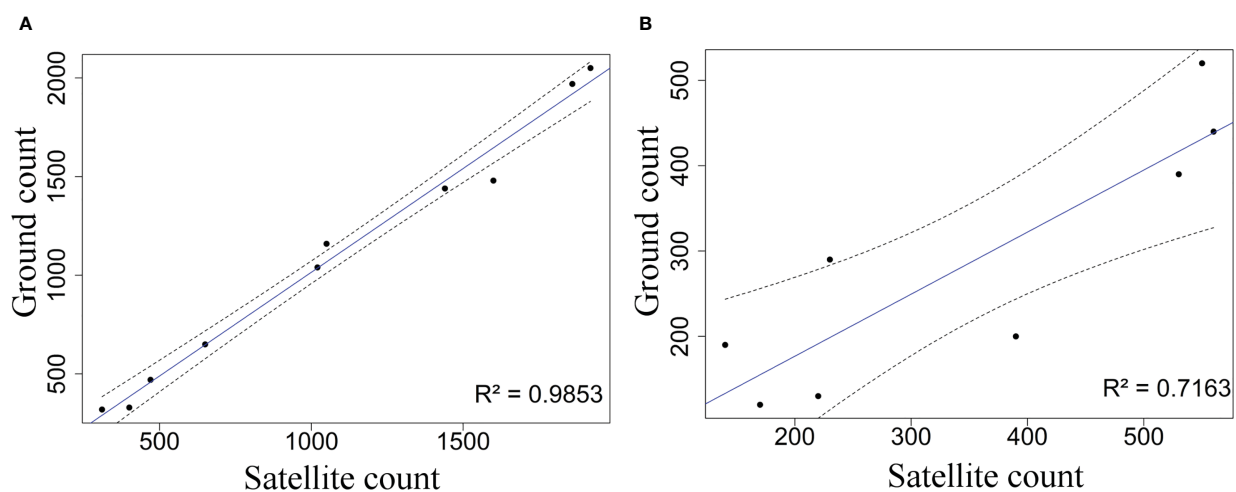 A
Ground count
2000
1500
1000
500
R² = 0.9853
500 1000 1500
Satellite count
B
Ground count
500
400
300
200
R² = 0.7163
200 300 400 500
Satellite count